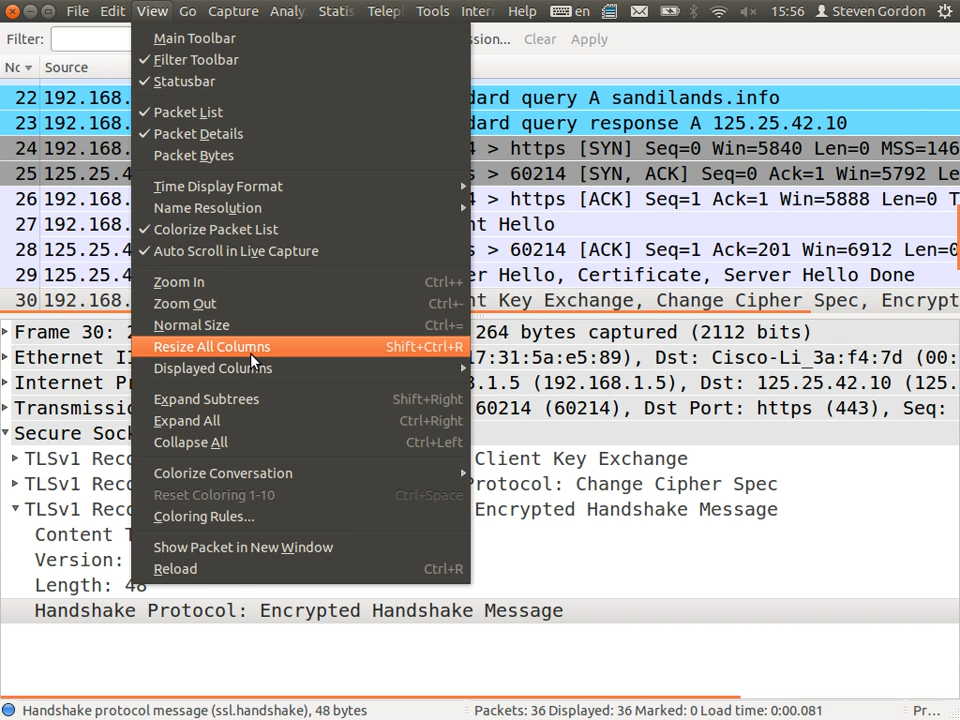 File Edit View Go Capture Analy Statis Telep Tools Intern Help en 15:56 Steven Gordon
Filter: ssion... Clear Apply
Source
Main Toolbar
Filter Toolbar
Statusbar
Packet List
Packet Details
Packet Bytes
Time Display Format
Name Resolution
Colorize Packet List
Auto Scroll in Live Capture
Zoom In Ctrl++
Zoom Out Ctrl+-
Normal Size Ctrl+=
Resize All Columns Shift+Ctrl+R
Displayed Columns
Expand Subtrees Shift+Right
Expand All Ctrl+Right
Collapse All Ctrl+Left
Colorize Conversation
Reset Coloring 1-10 Ctrl+Space
Coloring Rules...
Show Packet in New Window
Reload Ctrl+R
22 192.168. dard query A sandilands.info
23 192.168. dard query response A 125.25.42.10
24 192.168. 4 > https [SYN] Seq=0 Win=5840 Len=0 MSS=146
25 125.25.4 s > 60214 [SYN, ACK] Seq=0 Ack=1 Win=5792 Le
26 192.168. 4 > https [ACK] Seq=1 Ack=1 Win=5888 Len=0 T
27 192.168. nt Hello
28 125.25.4 s > 60214 [ACK] Seq=1 Ack=201 Win=6912 Len=0
29 125.25.4 er Hello, Certificate, Server Hello Done
30 192.168. nt Key Exchange, Change Cipher Spec, Encrypt
Frame 30: 2 264 bytes captured (2112 bits)
Ethernet I 17:31:5a:e5:89), Dst: Cisco-Li_3a:f4:7d (00:
Internet Pr 8.1.5 (192.168.1.5), Dst: 125.25.42.10 (125.
Transmissio 60214 (60214), Dst Port: https (443), Seq:
Secure Sock
TLSv1 Reco Client Key Exchange
TLSv1 Reco Protocol: Change Cipher Spec
TLSv1 Reco Encrypted Handshake Message
Content T
Version:
Length: 48
Handshake Protocol: Encrypted Handshake Message
Handshake protocol message (ssl.handshake), 48 bytes Packets: 36 Displayed: 36 Marked: 0 Load time: 0:00.081 Pr...